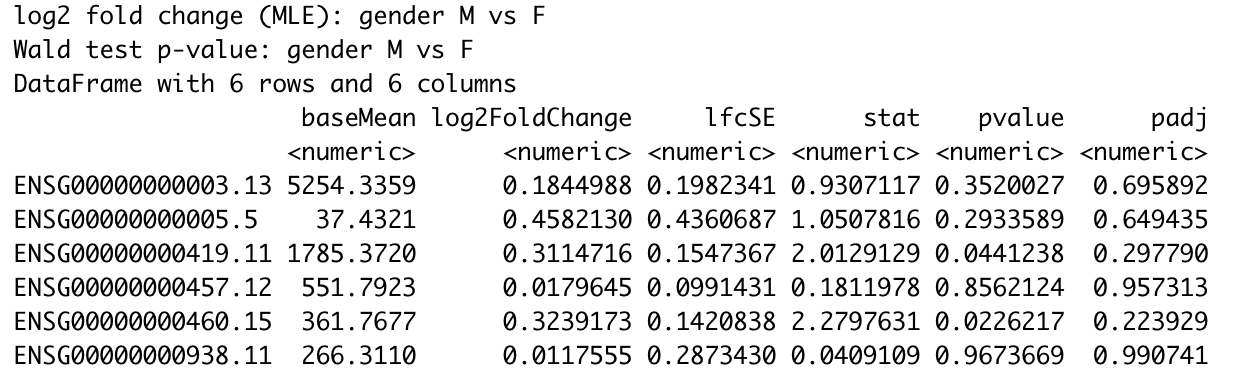 log2 fold change (MLE): gender M vs F
Wald test p-value: gender M vs F
DataFrame with 6 rows and 6 columns
baseMean log2FoldChange lfcSE stat pvalue padj
<numeric> <numeric> <numeric> <numeric> <numeric> <numeric>
ENSG00000000003.13 5254.3359 0.1844988 0.1982341 0.9307117 0.3520027 0.695892
ENSG00000000005.5 37.4321 0.4582130 0.4360687 1.0507816 0.2933589 0.649435
ENSG00000000419.11 1785.3720 0.3114716 0.1547367 2.0129129 0.0441238 0.297790
ENSG00000000457.12 551.7923 0.0179645 0.0991431 0.1811978 0.8562124 0.957313
ENSG00000000460.15 361.7677 0.3239173 0.1420838 2.2797631 0.0226217 0.223929
ENSG00000000938.11 266.3110 0.0117555 0.2873430 0.0409109 0.9673669 0.990741